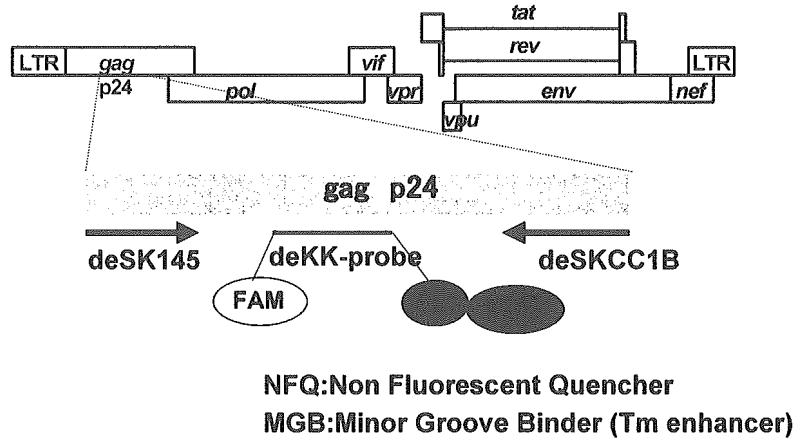 tat
rev
LTR gag vif LTR
p24 pol vpr env nef
vpu
gag p24
deSK145 deKK-probe deSKCC1B
FAM
NFQ:Non Fluorescent Quencher
MGB:Minor Groove Binder (Tm enhancer)